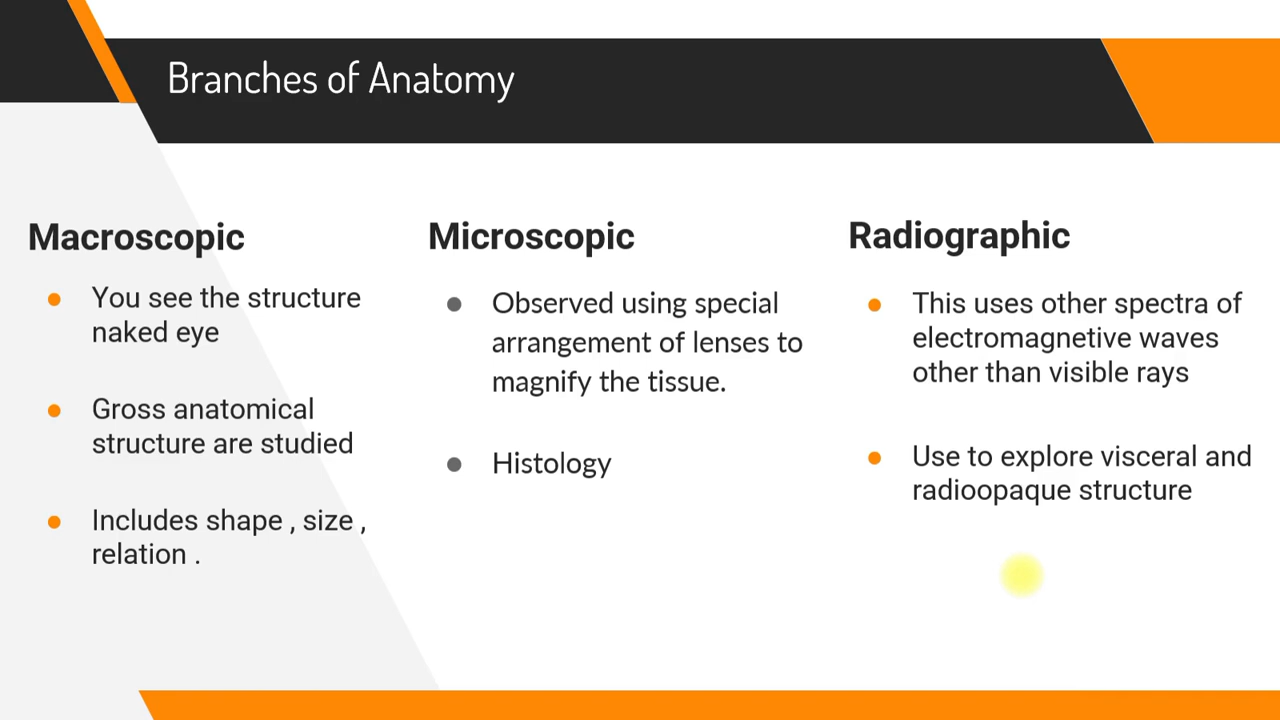 Branches of Anatomy
Macroscopic
You see the structure
naked eye
Gross anatomical
structure are studied
Includes shape , size ,
relation .
Microscopic
Observed using special
arrangement of lenses to
magnify the tissue.
Histology
Radiographic
This uses other spectra of
electromagnetive waves
other than visible rays
Use to explore visceral and
radioopaque structure